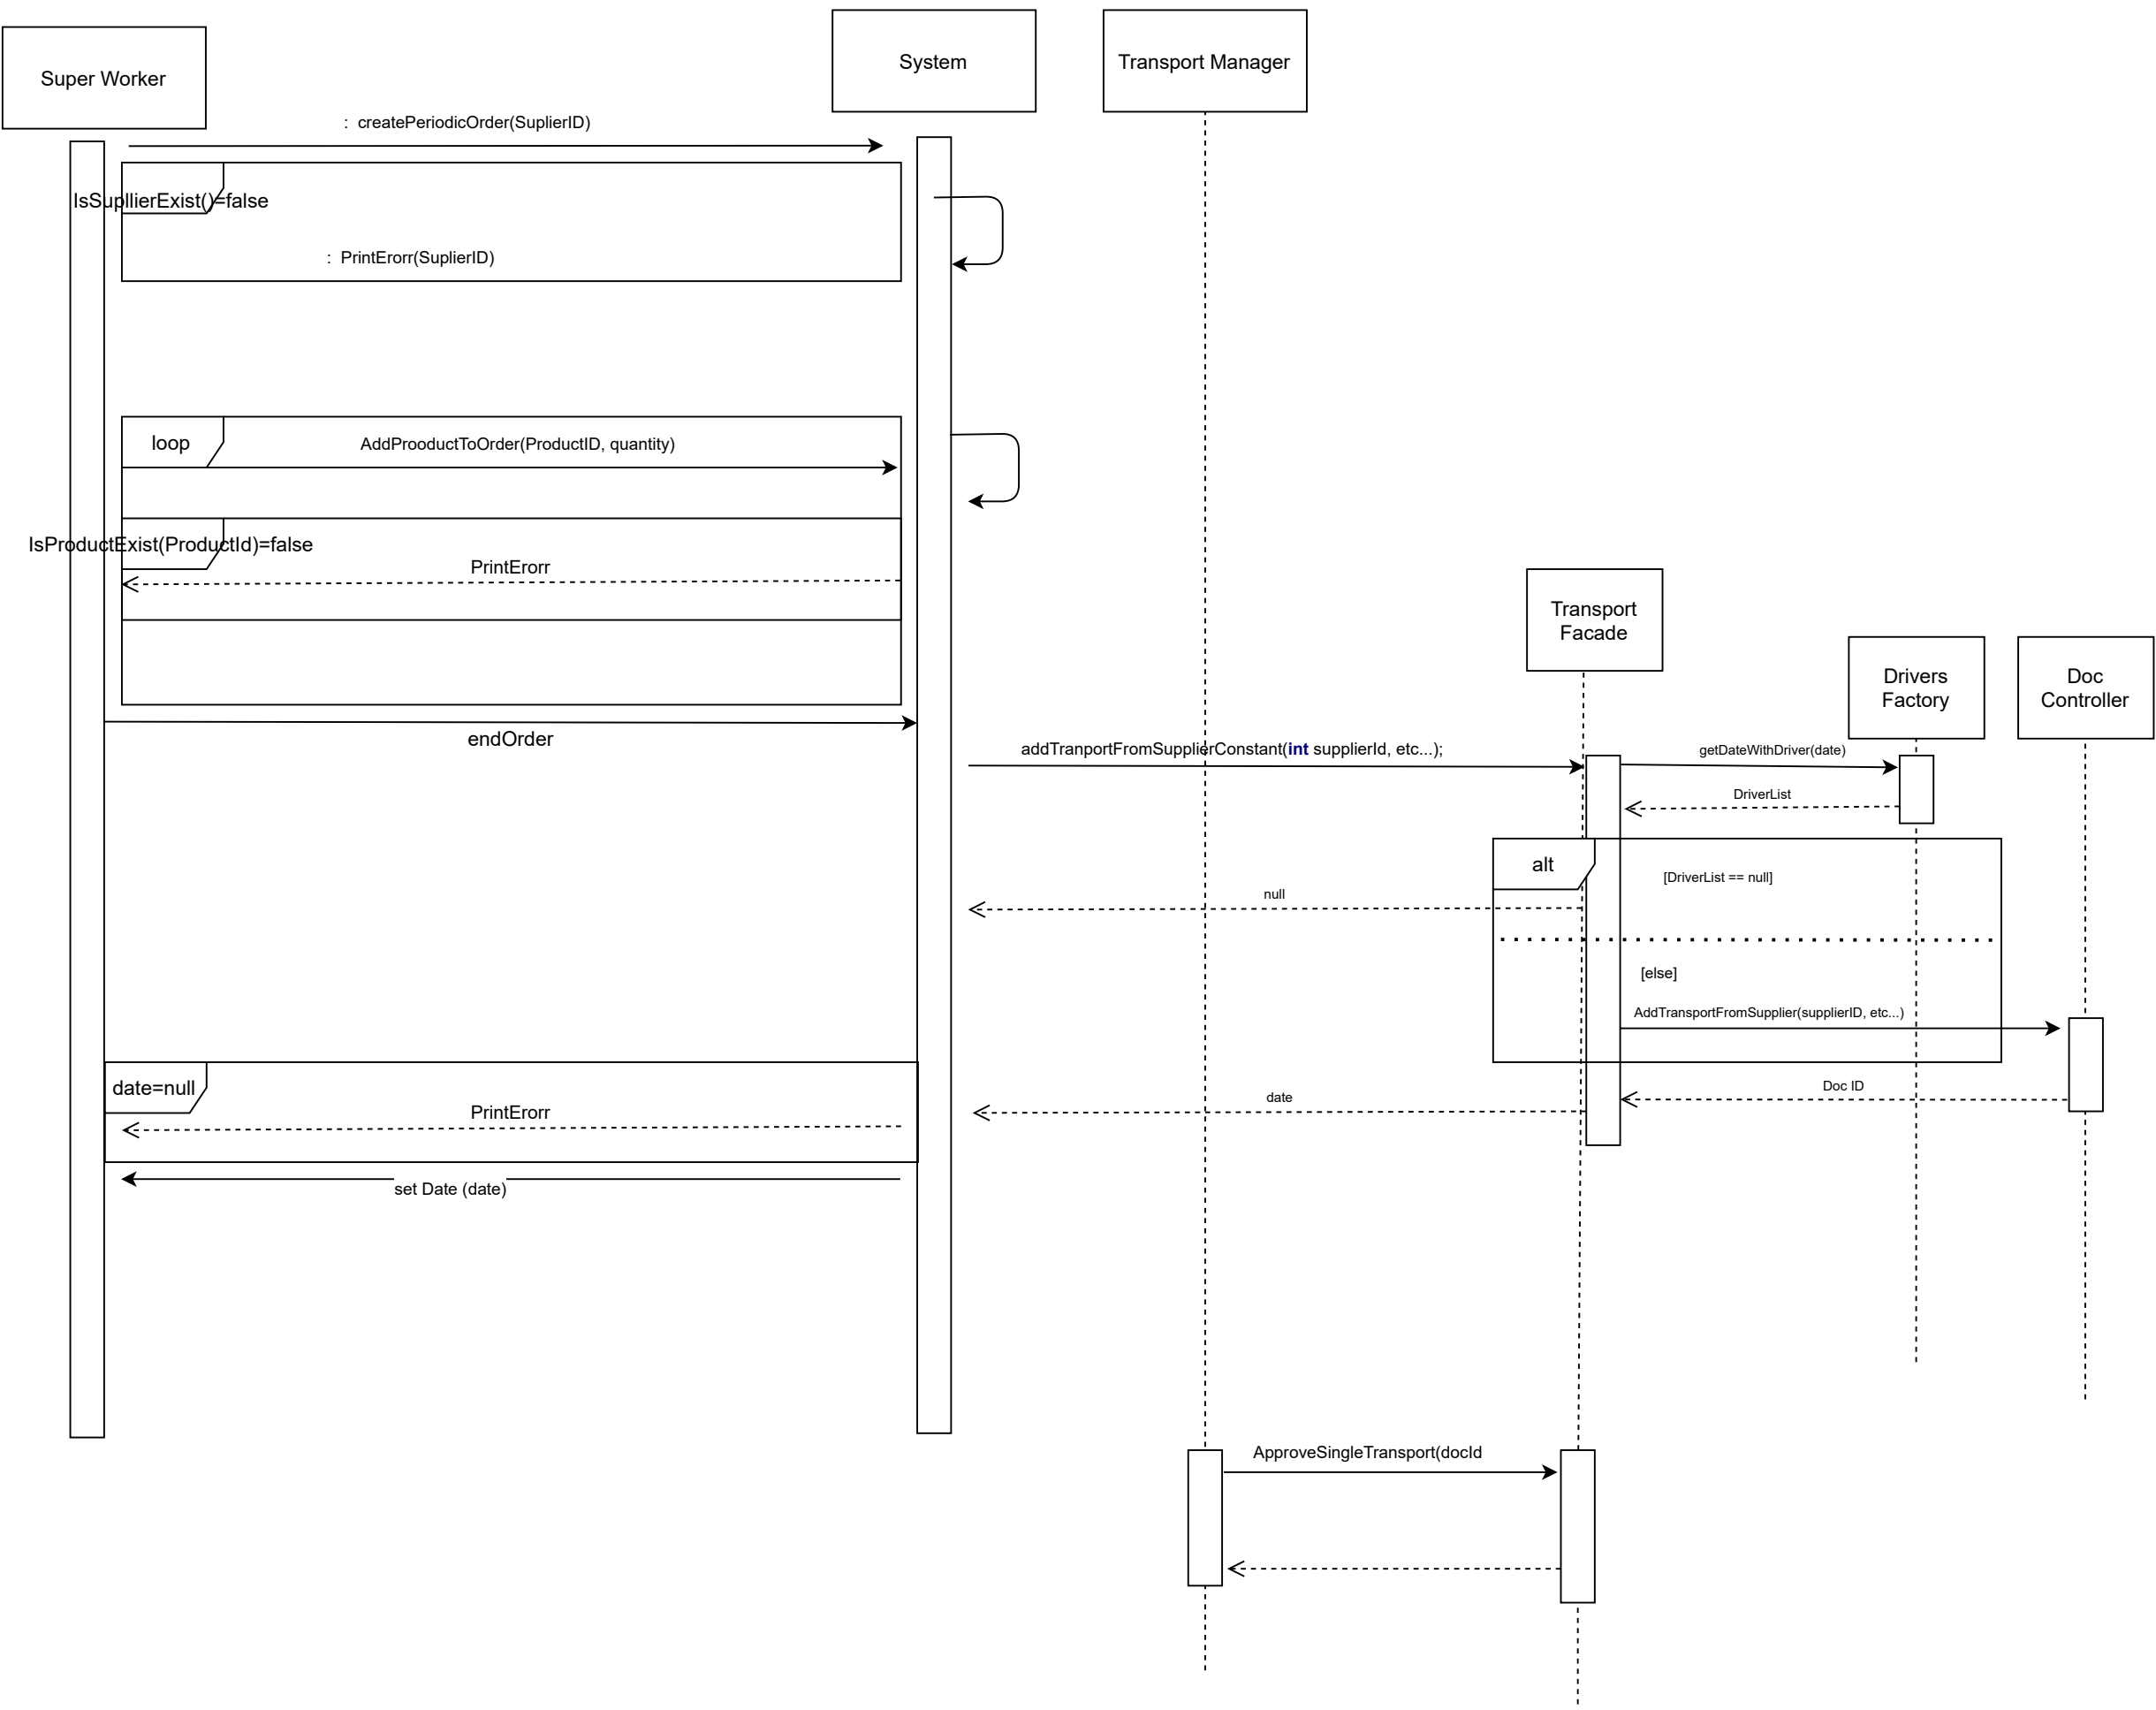 Super Worker
System
Transport Manager
: createPeriodicOrder(SuplierID)
IsSupllierExist()=false
: PrintErorr(SuplierID)
loop
AddProoductToOrder(ProductID, quantity)
IsProductExist(ProductId)=false
PrintErorr
Transport
Facade
Drivers
Factory
Doc
Controller
endOrder
addTranportFromSupplierConstant(int supplierId, etc...);
getDateWithDriver(date)
DriverList
alt
[DriverList == null]
null
[else]
AddTransportFromSupplier(supplierID, etc...)
date=null
PrintErorr
date
Doc ID
set Date (date)
ApproveSingleTransport(docId